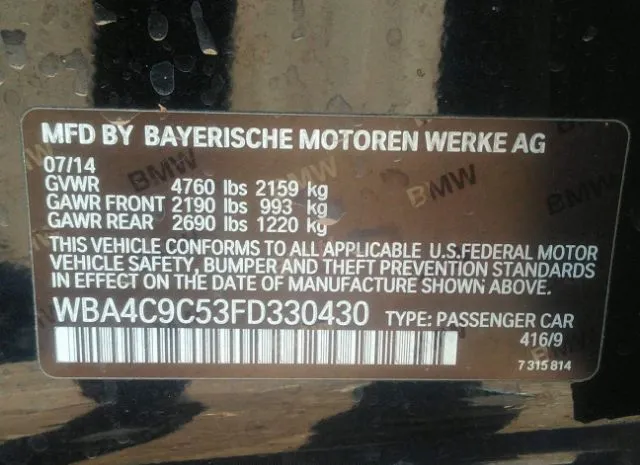 MFD BY BAYERISCHE MOTOREN WERKE AG
07/14
GVWR 4760 lbs 2159 kg
GAWR FRONT 2190 lbs 993 kg
GAWR REAR 2690 lbs 1220 kg
THIS VEHICLE CONFORMS TO ALL APPLICABLE U.S.FEDERAL MOTOR
VEHICLE SAFETY, BUMPER AND THEFT PREVENTION STANDARDS
IN EFFECT ON THE DATE OF MANUFACTURE SHOWN ABOVE.
WBA4C9C53FD330430 TYPE: PASSENGER CAR
416/9
7 315 814
BMW
BMW